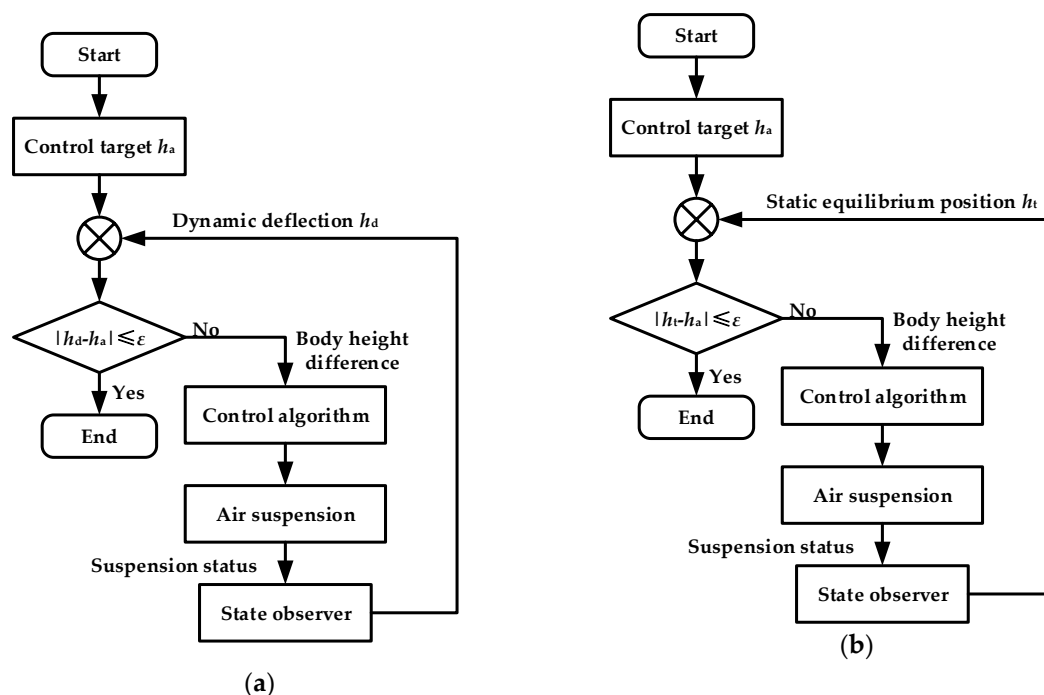 Start
Control target ha
Dynamic deflection hd
|hd-ha|⩽ε
No
Body height
difference
Yes
Control algorithm
End
Air suspension
Suspension status
State observer
(a)
Start
Control target ha
Static equilibrium position ht
|ht-ha|⩽ε
No
Body height
difference
Yes
Control algorithm
End
Air suspension
Suspension status
State observer
(b)